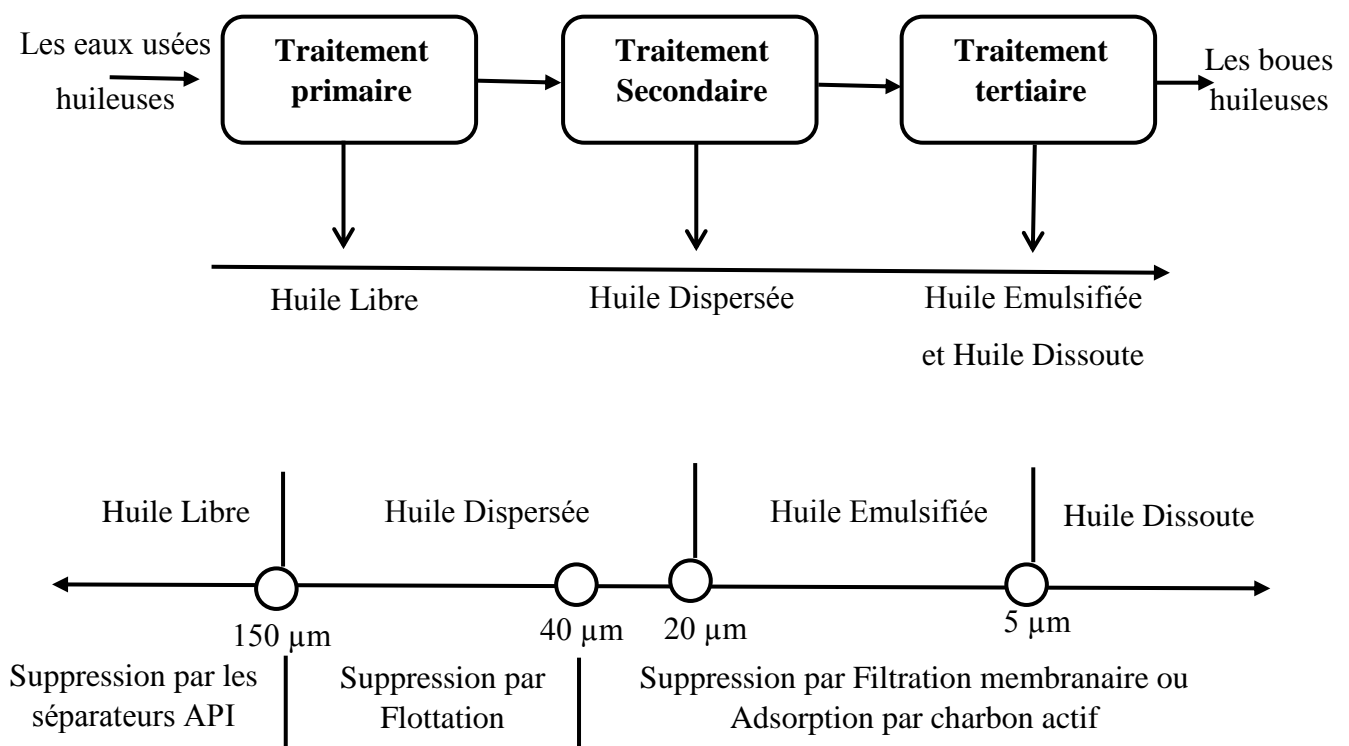 Les eaux usées
huileuses
Traitement
primaire
Traitement
Secondaire
Traitement
tertiaire
Les boues
huileuses
Huile Libre
Huile Dispersée
Huile Emulsifiée
et Huile Dissoute
Huile Libre
Huile Dispersée
Huile Emulsifiée
Huile Dissoute
150 µm
40 µm
20 µm
5 µm
Suppression par les
séparateurs API
Suppression par
Flottation
Suppression par Filtration membranaire ou
Adsorption par charbon actif